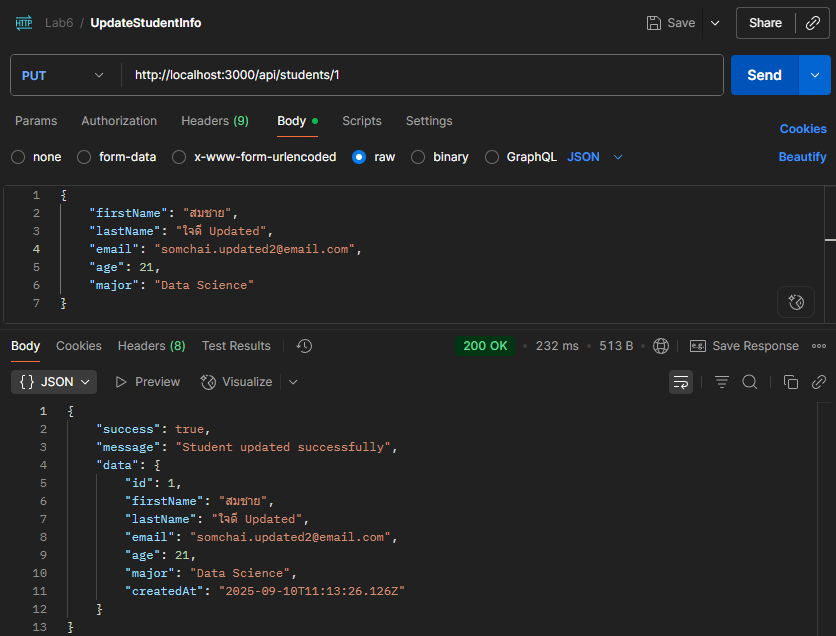 HTTP Lab6 / UpdateStudentInfo Save Share
PUT http://localhost:3000/api/students/1 Send
Params Authorization Headers (9) Body Scripts Settings Cookies
none form-data x-www-form-urlencoded raw binary GraphQL JSON Beautify
1 {
2 "firstName": "สมชาย",
3 "lastName": "ใจดี Updated",
4 "email": "somchai.updated2@email.com",
5 "age": 21,
6 "major": "Data Science"
7 }
Body Cookies Headers (8) Test Results 200 OK • 232 ms • 513 B e.g. Save Response
{} JSON Preview Visualize
1 {
2 "success": true,
3 "message": "Student updated successfully",
4 "data": {
5 "id": 1,
6 "firstName": "สมชาย",
7 "lastName": "ใจดี Updated",
8 "email": "somchai.updated2@email.com",
9 "age": 21,
10 "major": "Data Science",
11 "createdAt": "2025-09-10T11:13:26.126Z"
12 }
13 }